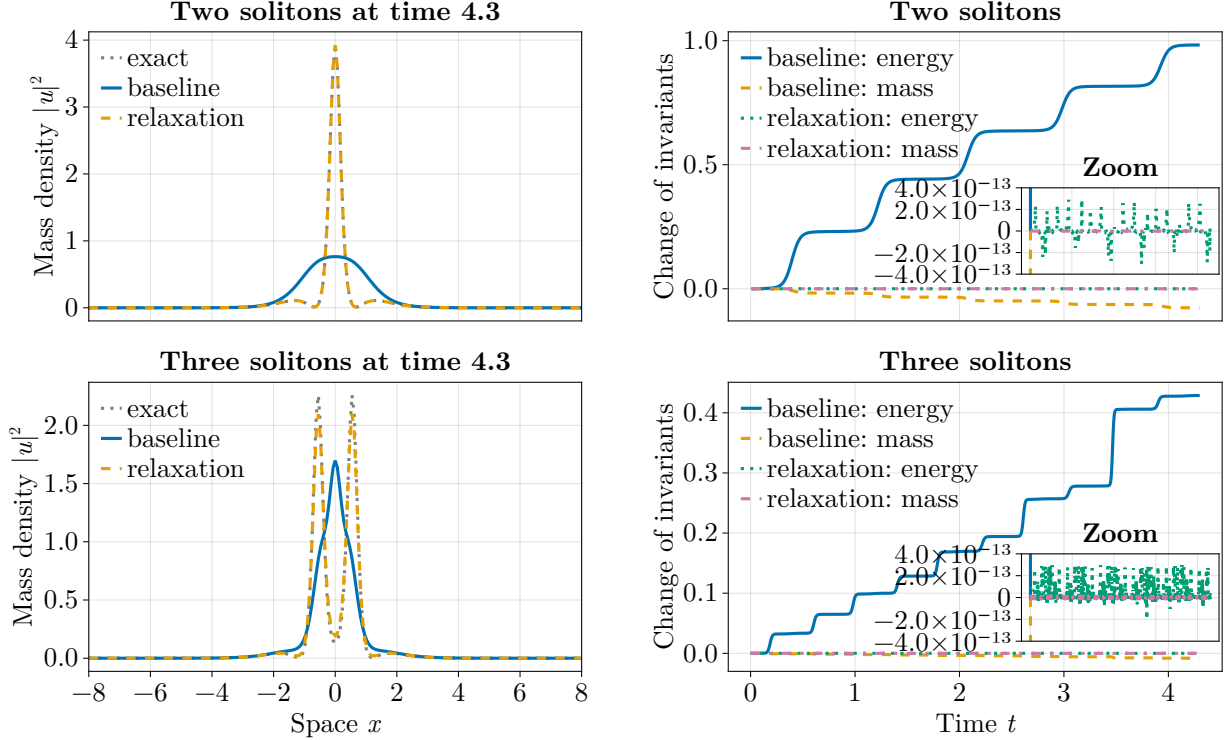 Two solitons at time 4.3
Mass density |u|²
4
3
2
1
0
exact
baseline
relaxation
Two solitons
Change of invariants
1.0
0.5
0.0
baseline: energy
baseline: mass
relaxation: energy
relaxation: mass
Zoom
4.0×10⁻¹³
2.0×10⁻¹³
0
−2.0×10⁻¹³
−4.0×10⁻¹³
Three solitons at time 4.3
Mass density |u|²
2.0
1.5
1.0
0.5
0.0
exact
baseline
relaxation
−8 −6 −4 −2 0 2 4 6 8
Space x
Three solitons
Change of invariants
0.4
0.3
0.2
0.1
0.0
baseline: energy
baseline: mass
relaxation: energy
relaxation: mass
Zoom
4.0×10⁻¹³
2.0×10⁻¹³
0
−2.0×10⁻¹³
−4.0×10⁻¹³
0 1 2 3 4
Time t